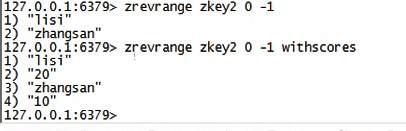 127.0.0.1:6379> zrevrange zkey2 0 -1
1) "lisi"
2) "zhangsan"
127.0.0.1:6379> zrevrange zkey2 0 -1 withscores
1) "lisi"
2) "20"
3) "zhangsan"
4) "10"
127.0.0.1:6379>